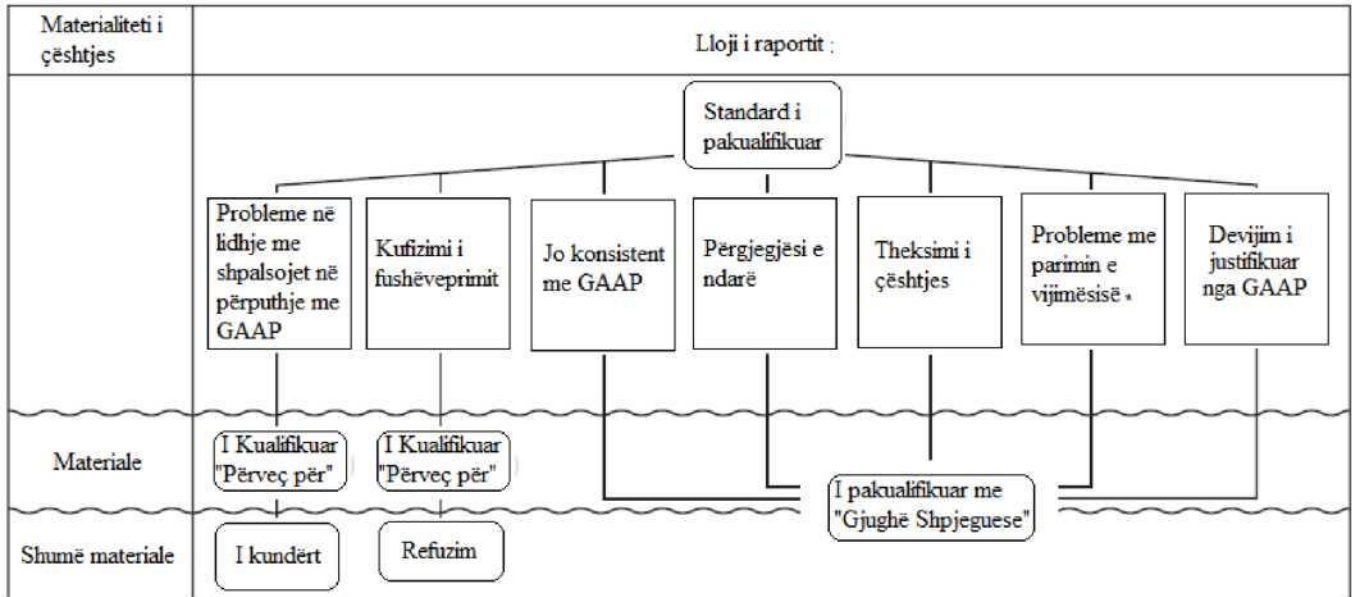 Materialiteti i
çështjes
Lloji i raportit :
Standard i
pakualifikuar
Probleme në
lidhje me
shpalsojet në
përputhje me
GAAP
Kufizimi i
fushëveprimit
Jo konsistent
me GAAP
Përgjegjësi e
ndarë
Theksimi i
çështjes
Probleme me
parimin e
vijimësisë *
Devijim i
justifikuar
nga GAAP
Materiale
I Kualifikuar
"Përveç për"
I Kualifikuar
"Përveç për"
I pakualifikuar me
"Gjughë Shpjeguese"
Shumë materiale
I kundërt
Refuzim